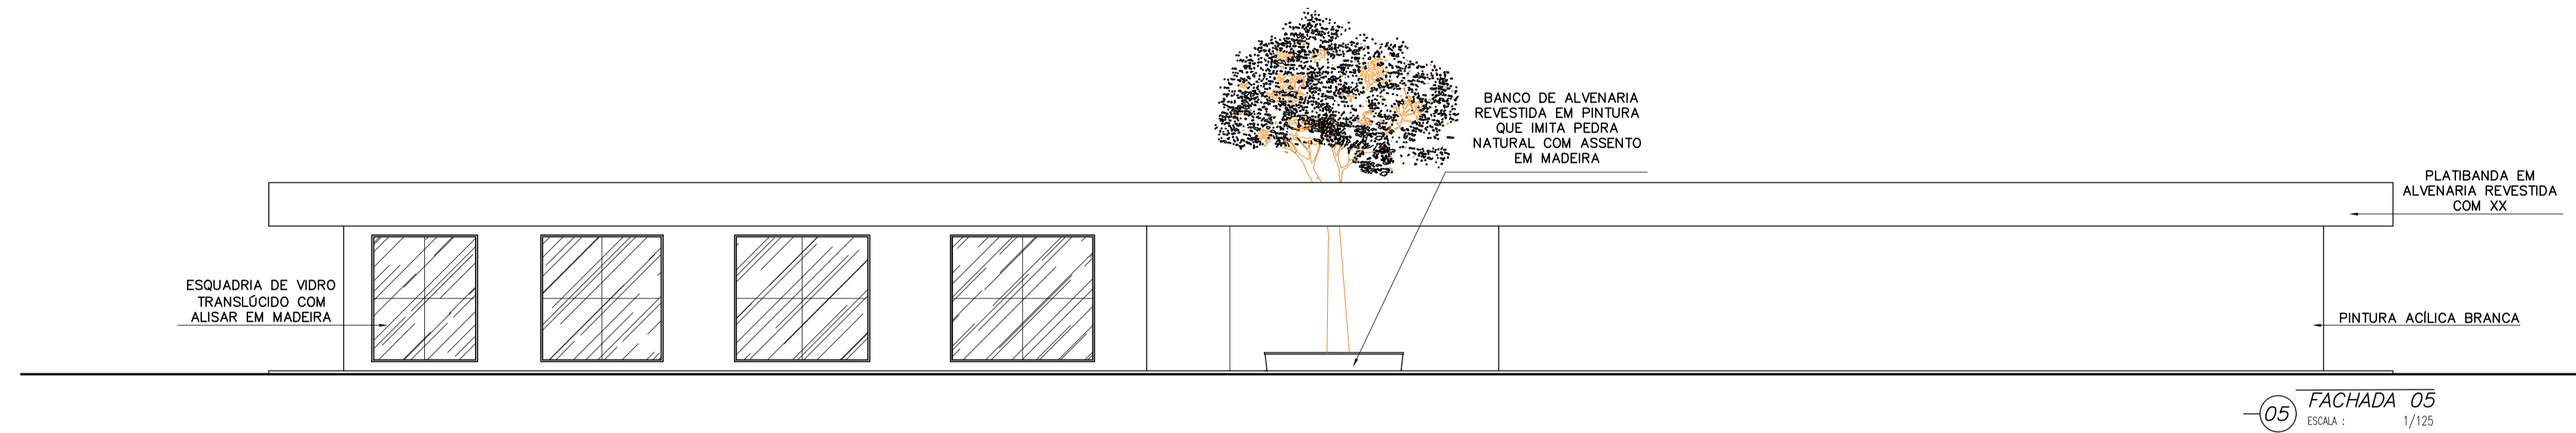 BANCO DE ALVENARIA
REVESTIDA EM PINTURA
QUE IMITA PEDRA
NATURAL COM ASSENTO
EM MADEIRA
PLATIBANDA EM
ALVENARIA REVESTIDA
COM XX
ESQUADRIA DE VIDRO
TRANSLÚCIDO COM
ALISAR EM MADEIRA
PINTURA ACÍLICA BRANCA
05 FACHADA 05
ESCALA : 1/125